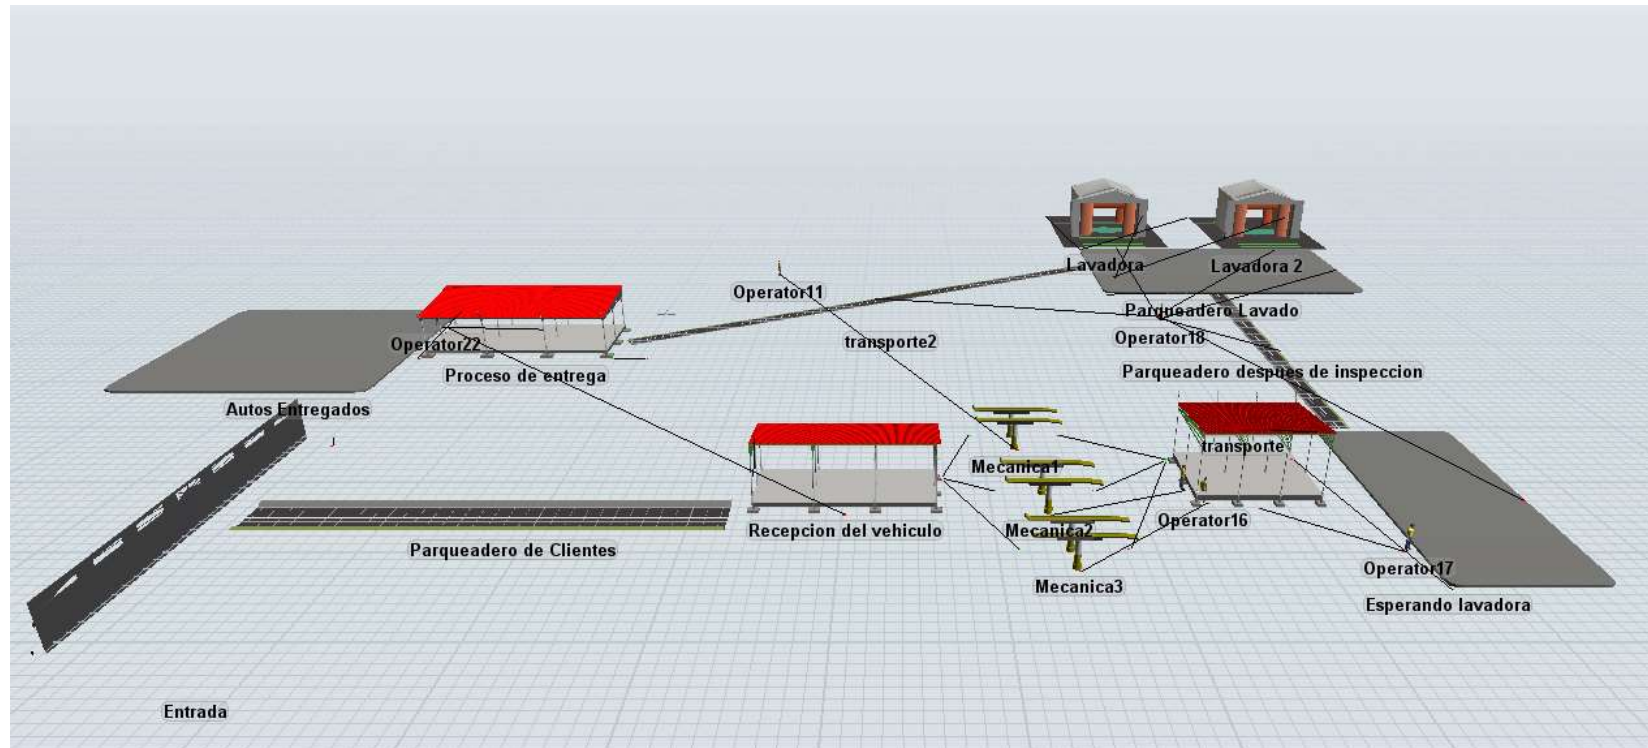 Lavadora
Lavadora 2
Operator11
Parqueadero Lavado
Operator18
transporte2
Operator22
Proceso de entrega
Parqueadero despues de inspeccion
Autos Entregados
transporte
Mecanica1
Operator16
Recepcion del vehiculo
Mecanica2
Parqueadero de Clientes
Operator17
Mecanica3
Esperando lavadora
Entrada